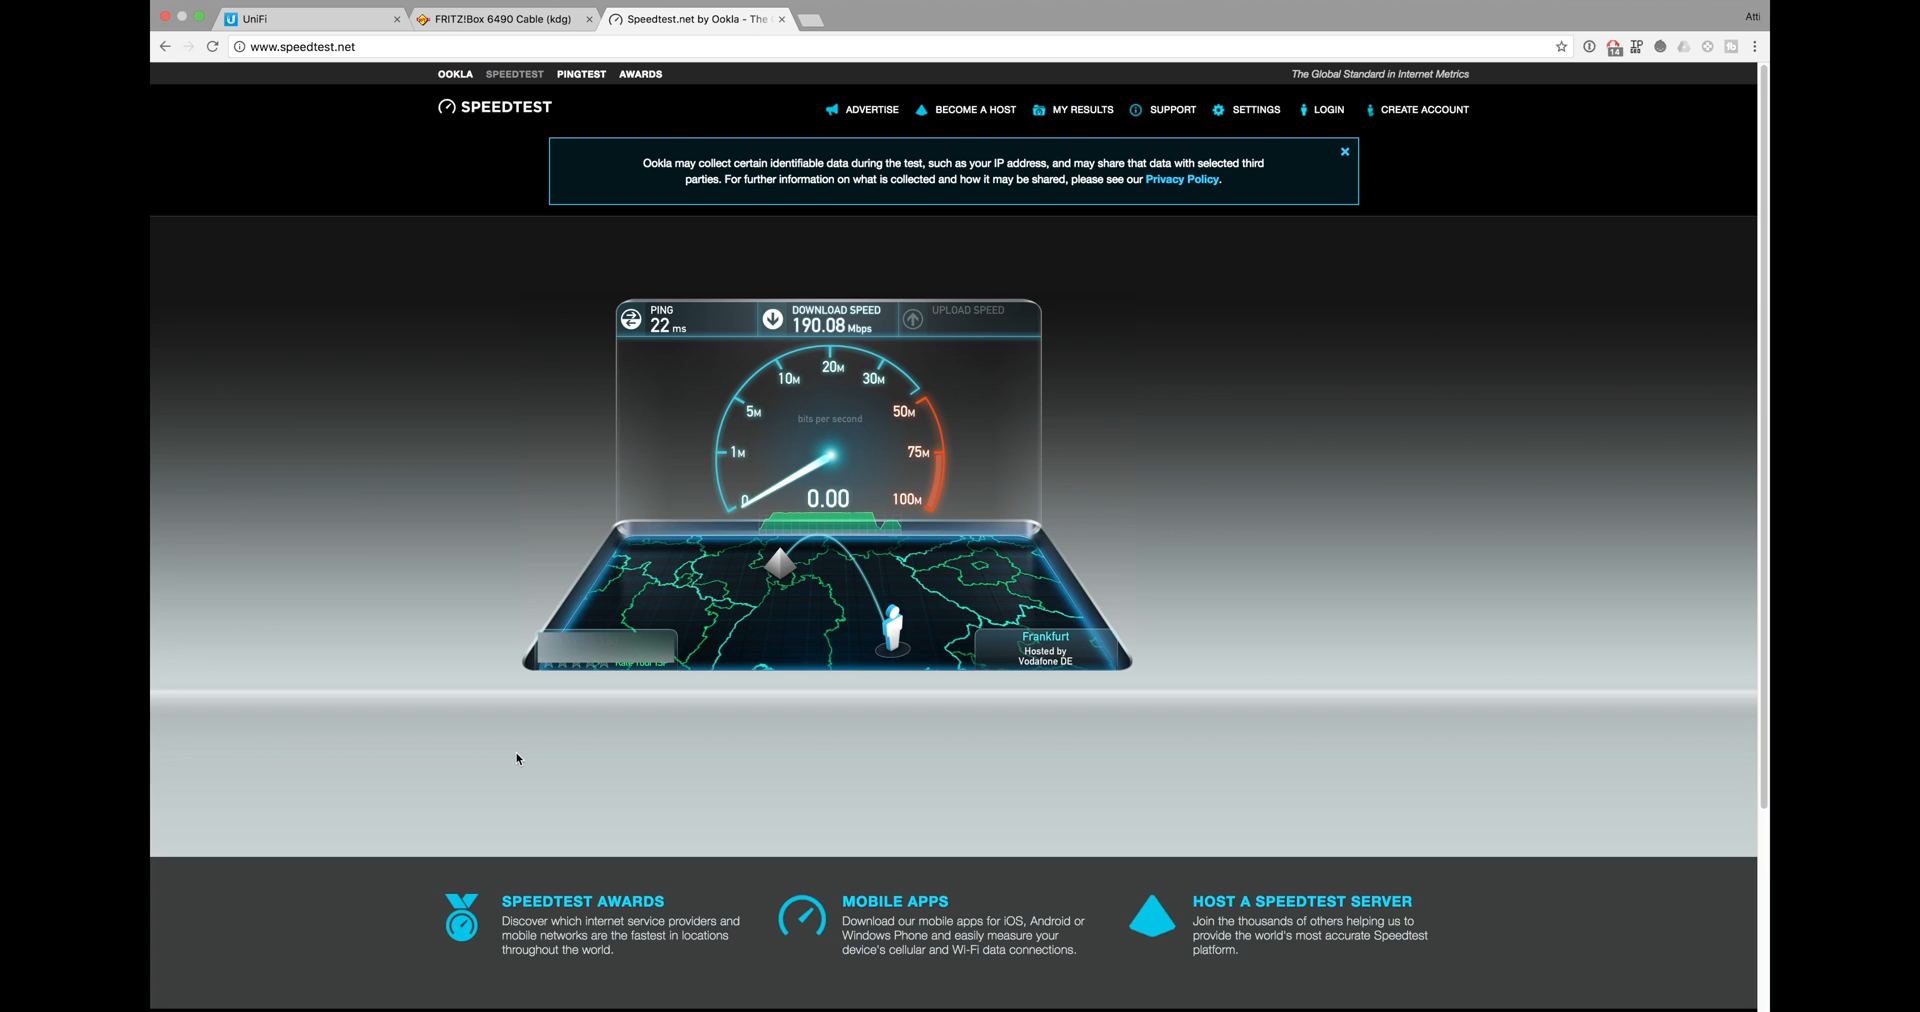 UniFi
FRITZ!Box 6490 Cable (kdg)
Speedtest.net by Ookla - The
Atti
www.speedtest.net
14
IP
OOKLA SPEEDTEST PINGTEST AWARDS
The Global Standard in Internet Metrics
SPEEDTEST
ADVERTISE BECOME A HOST MY RESULTS SUPPORT SETTINGS LOGIN CREATE ACCOUNT
Ookla may collect certain identifiable data during the test, such as your IP address, and may share that data with selected third
parties. For further information on what is collected and how it may be shared, please see our Privacy Policy.
PING
22 ms
DOWNLOAD SPEED
190.08 Mbps
UPLOAD SPEED
20M
10M
30M
5M
50M
bits per second
1M
75M
0
0.00
100M
Rate Your ISP
Frankfurt
Hosted by
Vodafone DE
SPEEDTEST AWARDS
Discover which internet service providers and
mobile networks are the fastest in locations
throughout the world.
MOBILE APPS
Download our mobile apps for iOS, Android or
Windows Phone and easily measure your
device's cellular and Wi-Fi data connections.
HOST A SPEEDTEST SERVER
Join the thousands of others helping us to
provide the world's most accurate Speedtest
platform.